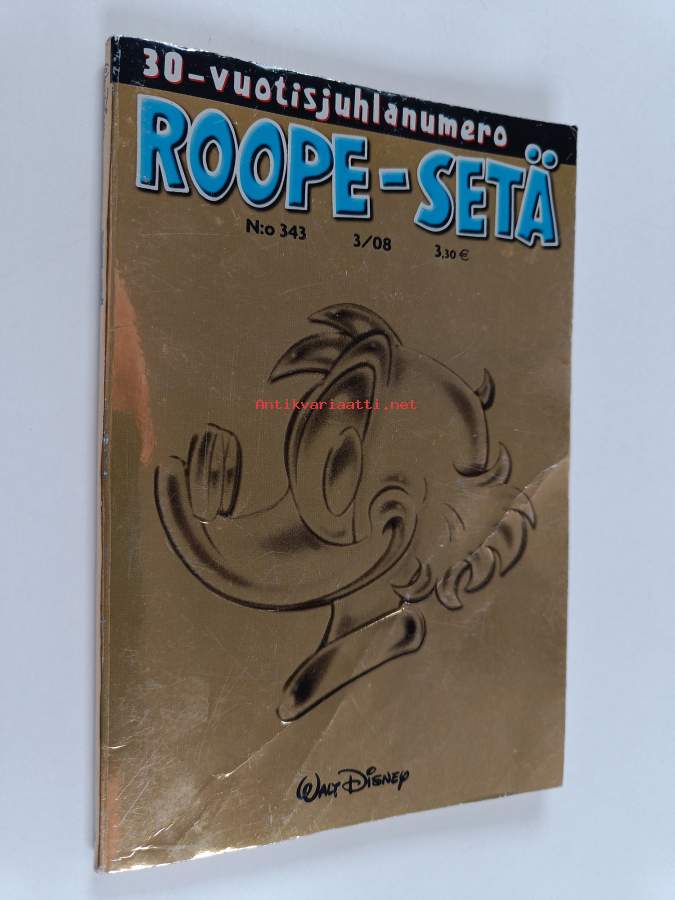 30-vuotisjuhlanumero
ROOPE-SETÄ
N:o 343 3/08 3,30 €
Antikvariaatti.net
WALT DISNEY